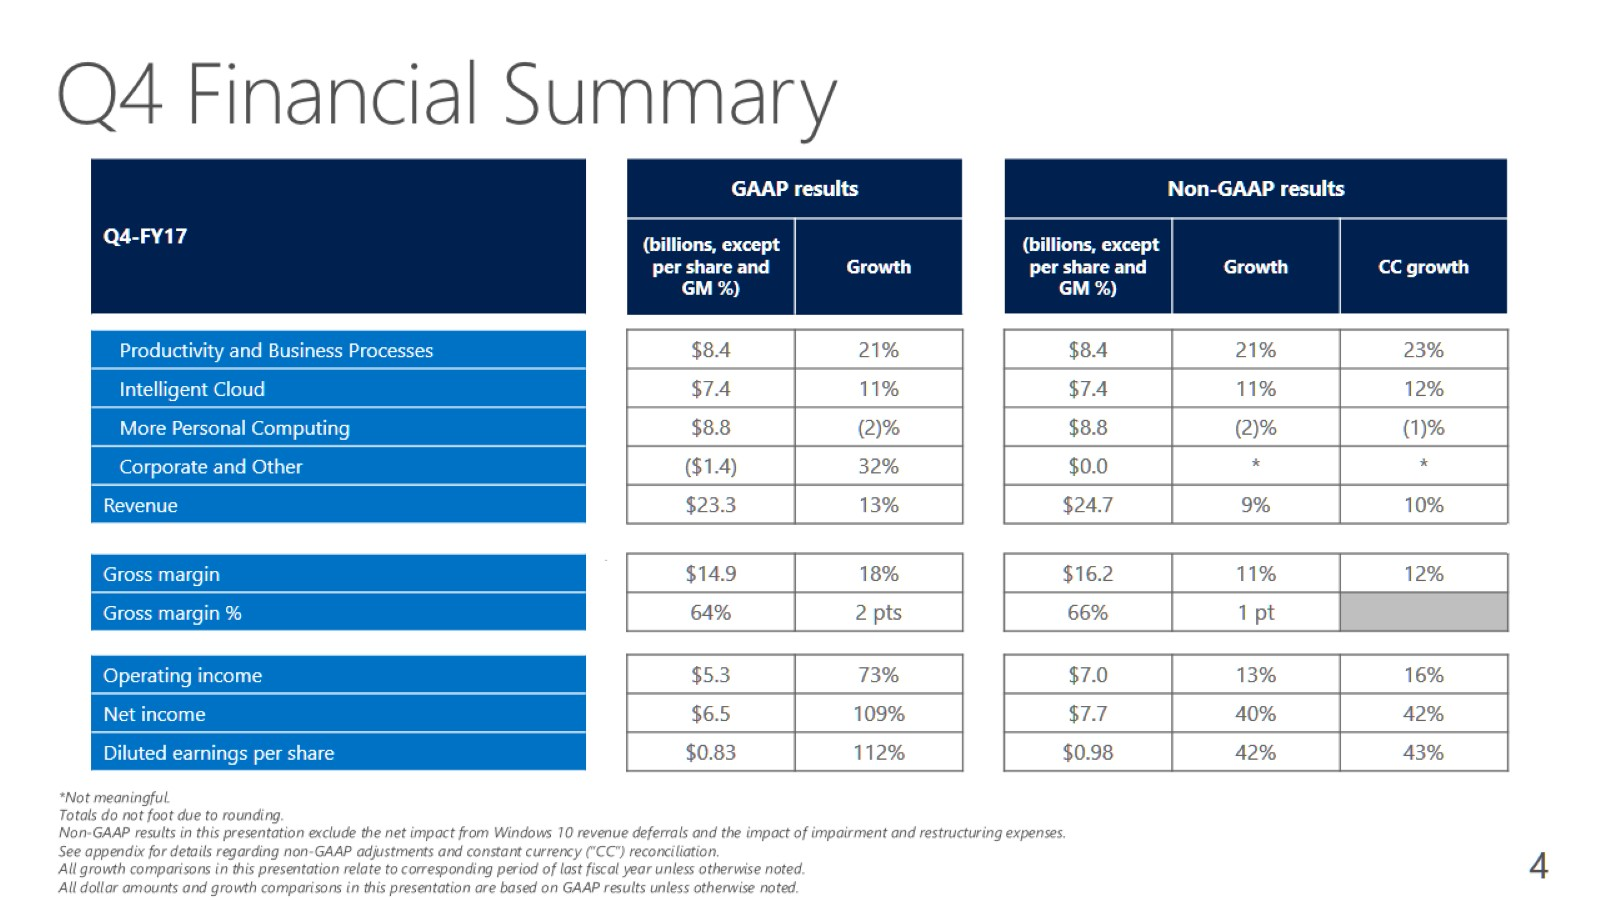 Q4 Financial Summary
Q4-FY17
GAAP results
Non-GAAP results
(billions, except
per share and
GM %)
Growth
(billions, except
per share and
GM %)
Growth
CC growth
Productivity and Business Processes $8.4 21% $8.4 21% 23%
Intelligent Cloud $7.4 11% $7.4 11% 12%
More Personal Computing $8.8 (2)% $8.8 (2)% (1)%
Corporate and Other ($1.4) 32% $0.0 * *
Revenue $23.3 13% $24.7 9% 10%
Gross margin $14.9 18% $16.2 11% 12%
Gross margin % 64% 2 pts 66% 1 pt
Operating income $5.3 73% $7.0 13% 16%
Net income $6.5 109% $7.7 40% 42%
Diluted earnings per share $0.83 112% $0.98 42% 43%
*Not meaningful.
Totals do not foot due to rounding.
Non-GAAP results in this presentation exclude the net impact from Windows 10 revenue deferrals and the impact of impairment and restructuring expenses.
See appendix for details regarding non-GAAP adjustments and constant currency ("CC") reconciliation.
All growth comparisons in this presentation relate to corresponding period of last fiscal year unless otherwise noted.
All dollar amounts and growth comparisons in this presentation are based on GAAP results unless otherwise noted.
4